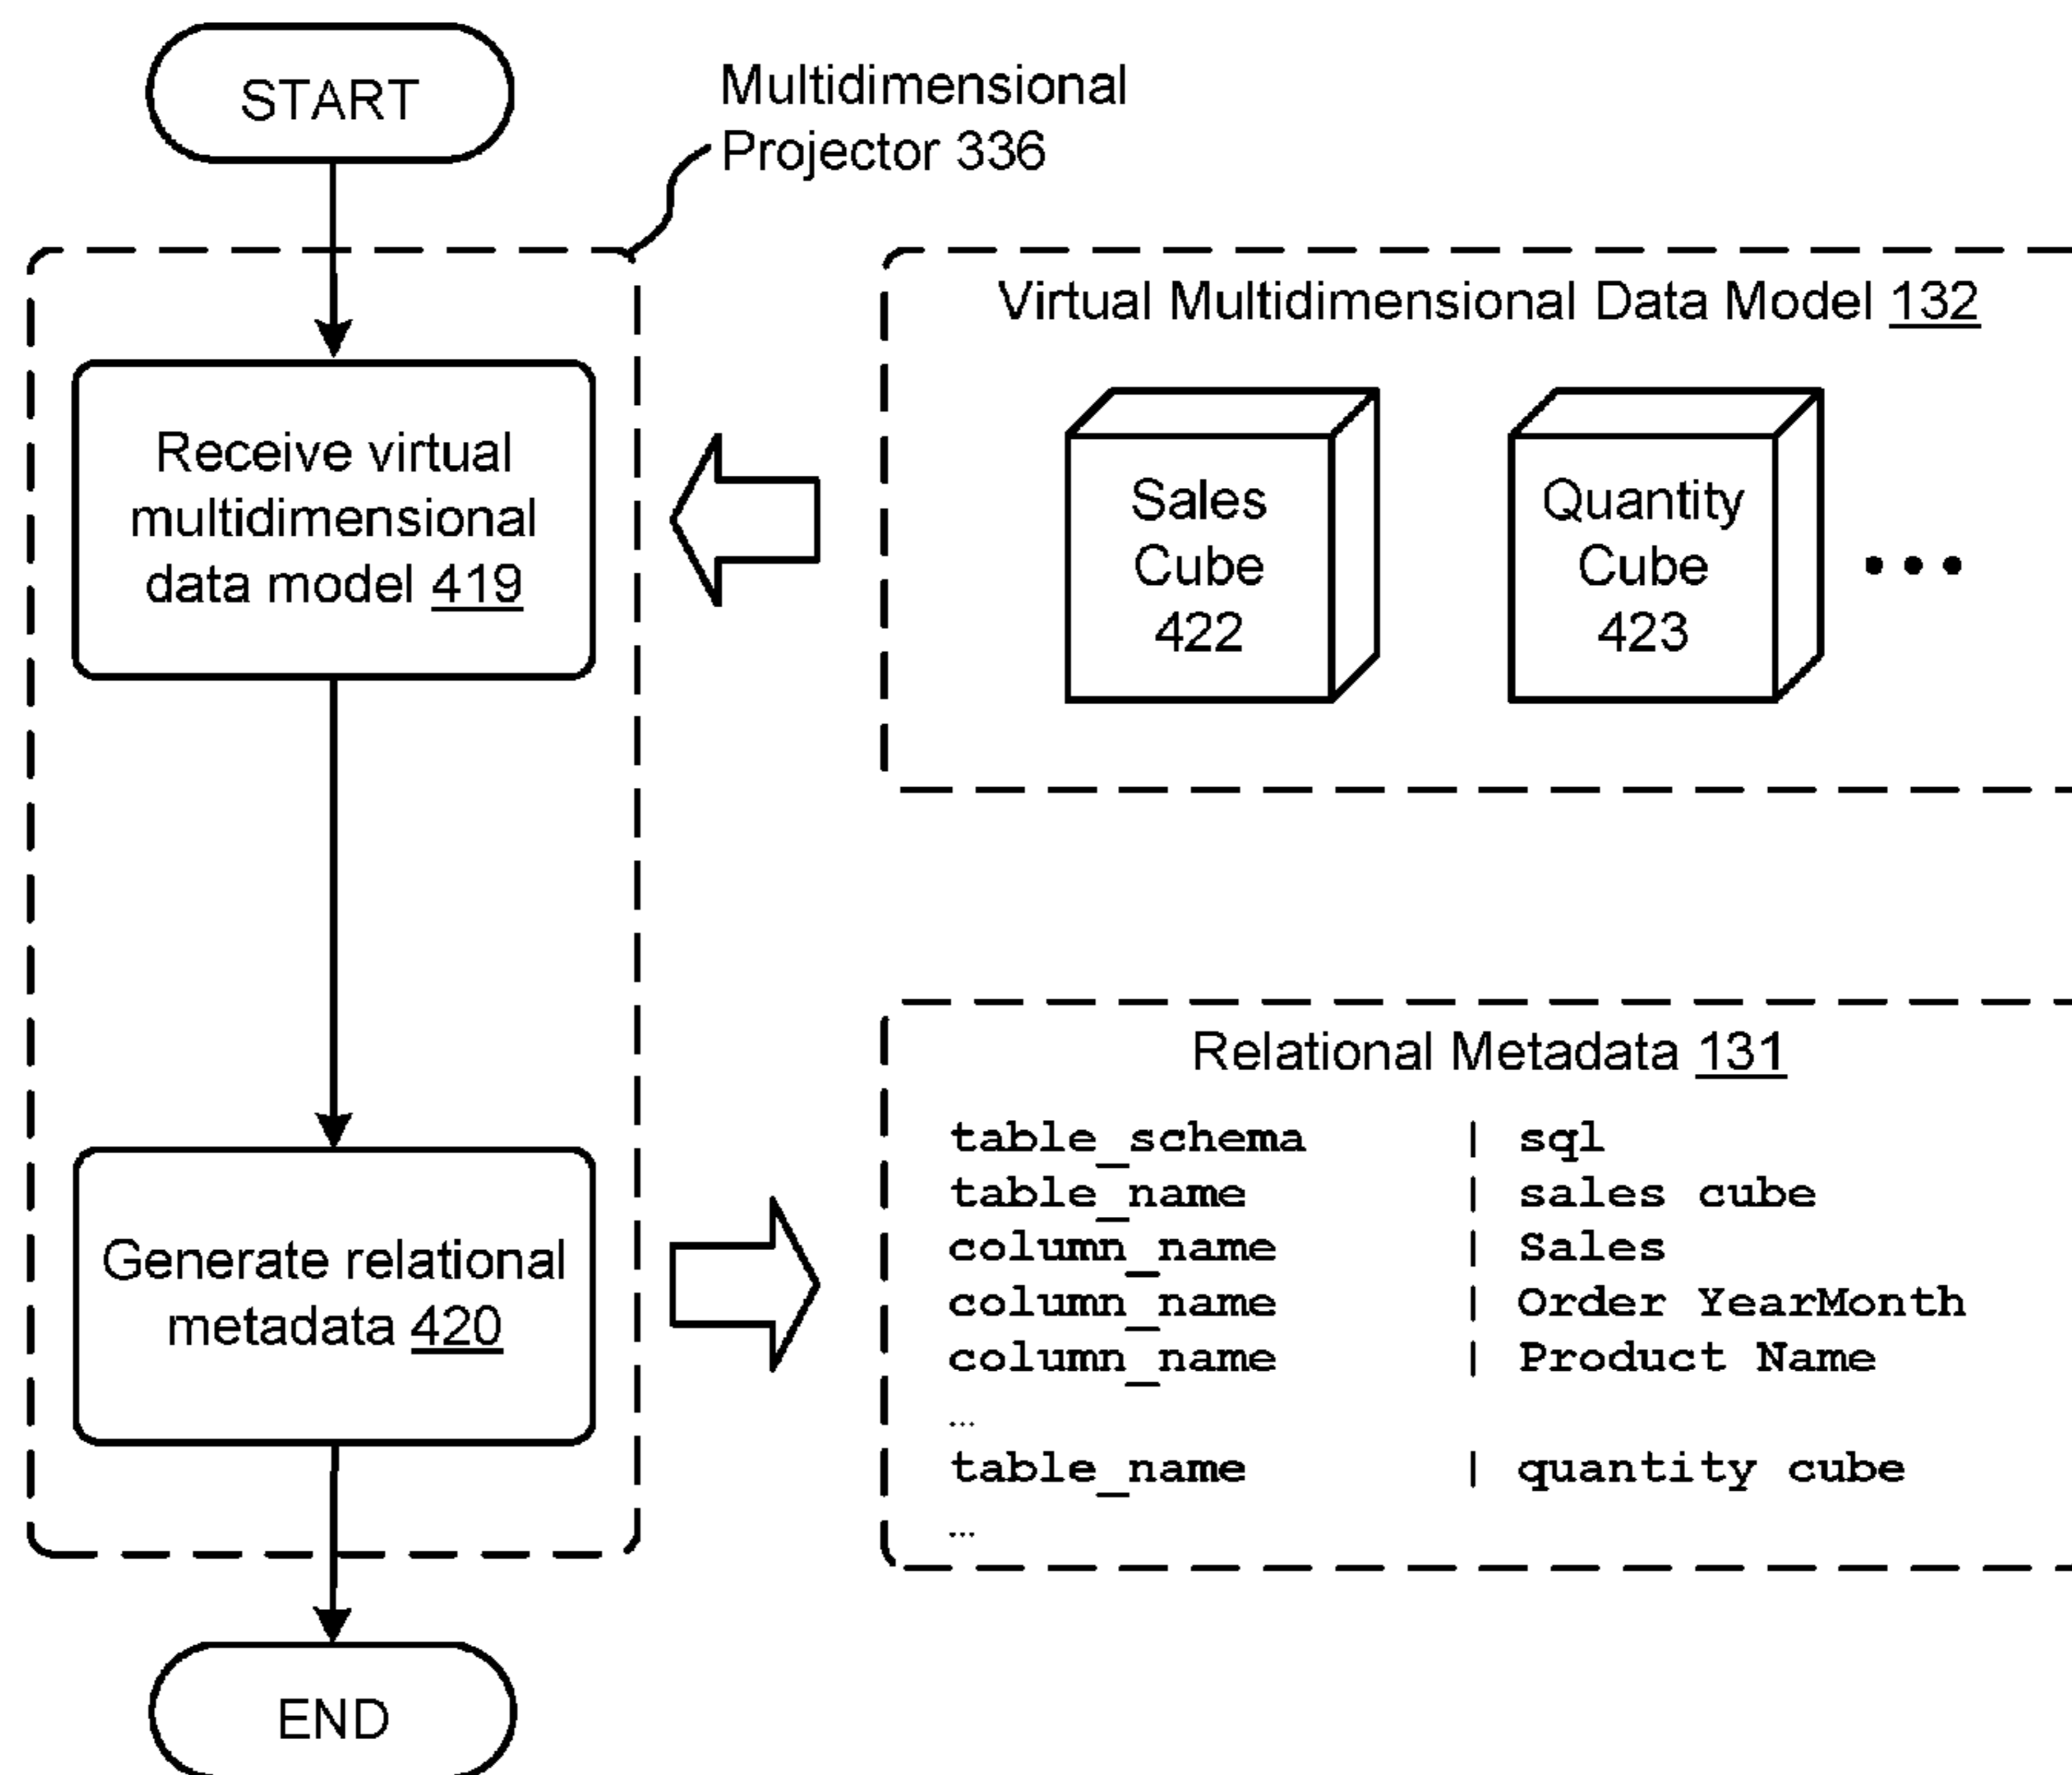 START
Multidimensional
Projector 336
Receive virtual
multidimensional
data model 419
Virtual Multidimensional Data Model 132
Sales
Cube
422
Quantity
Cube
423
•••
Generate relational
metadata 420
Relational Metadata 131
table_schema | sql
table_name | sales cube
column_name | Sales
column_name | Order YearMonth
column_name | Product Name
...
table_name | quantity cube
...
END